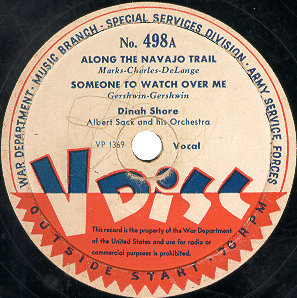 WAR DEPARTMENT · MUSIC BRANCH · SPECIAL SERVICES DIVISION · ARMY SERVICE FORCES
No. 498A
ALONG THE NAVAJO TRAIL
Marks-Charles-DeLange
SOMEONE TO WATCH OVER ME
Gershwin-Gershwin
Dinah Shore
Albert Sack and his Orchestra
VP 1369 Vocal
V DISC
This record is the property of the War Department
of the United States and use for radio or
commercial purposes is prohibited.
OUTSIDE START · 78 RPM